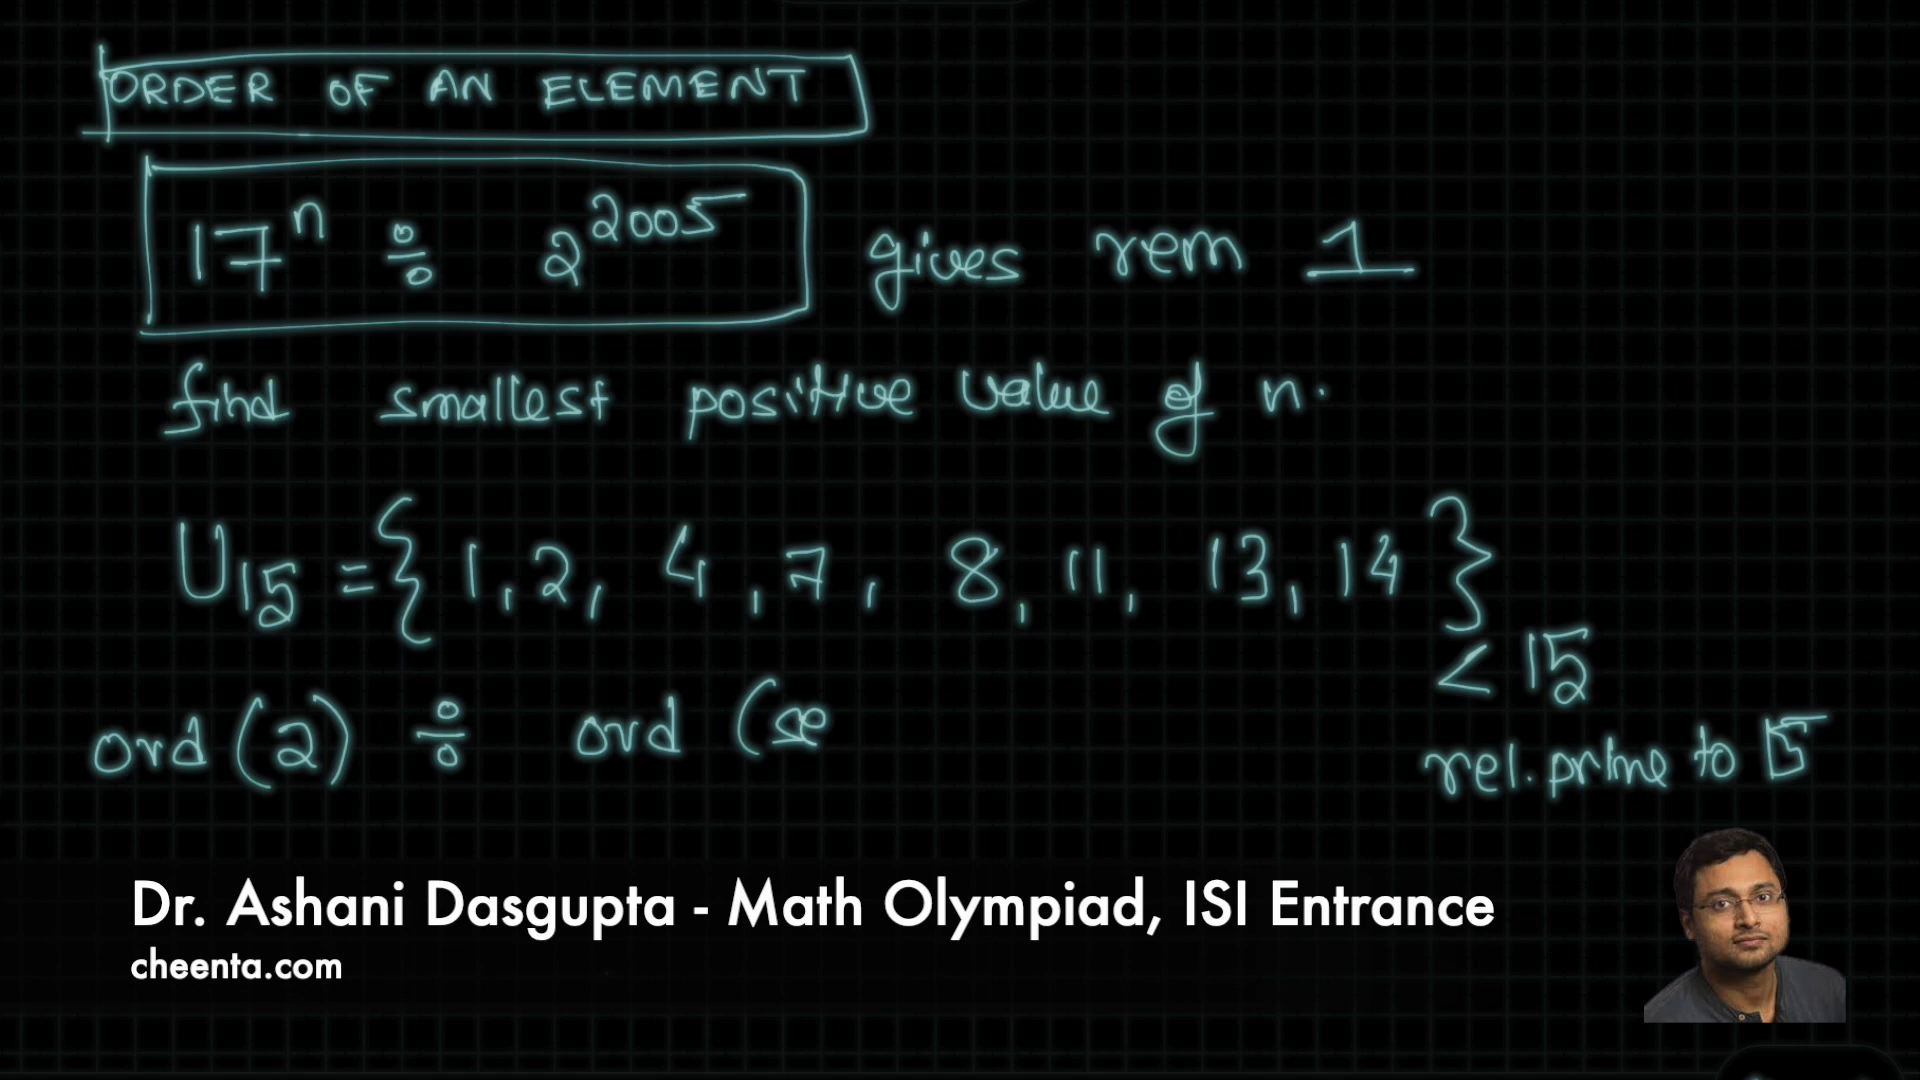 ORDER OF AN ELEMENT
17^n ÷ 2^2005 gives rem 1
find smallest positive value of n.
U15 = { 1, 2, 4, 7, 8, 11, 13, 14 }
< 15
rel. prime to 15
ord (2) ÷ ord (se
Dr. Ashani Dasgupta - Math Olympiad, ISI Entrance
cheenta.com